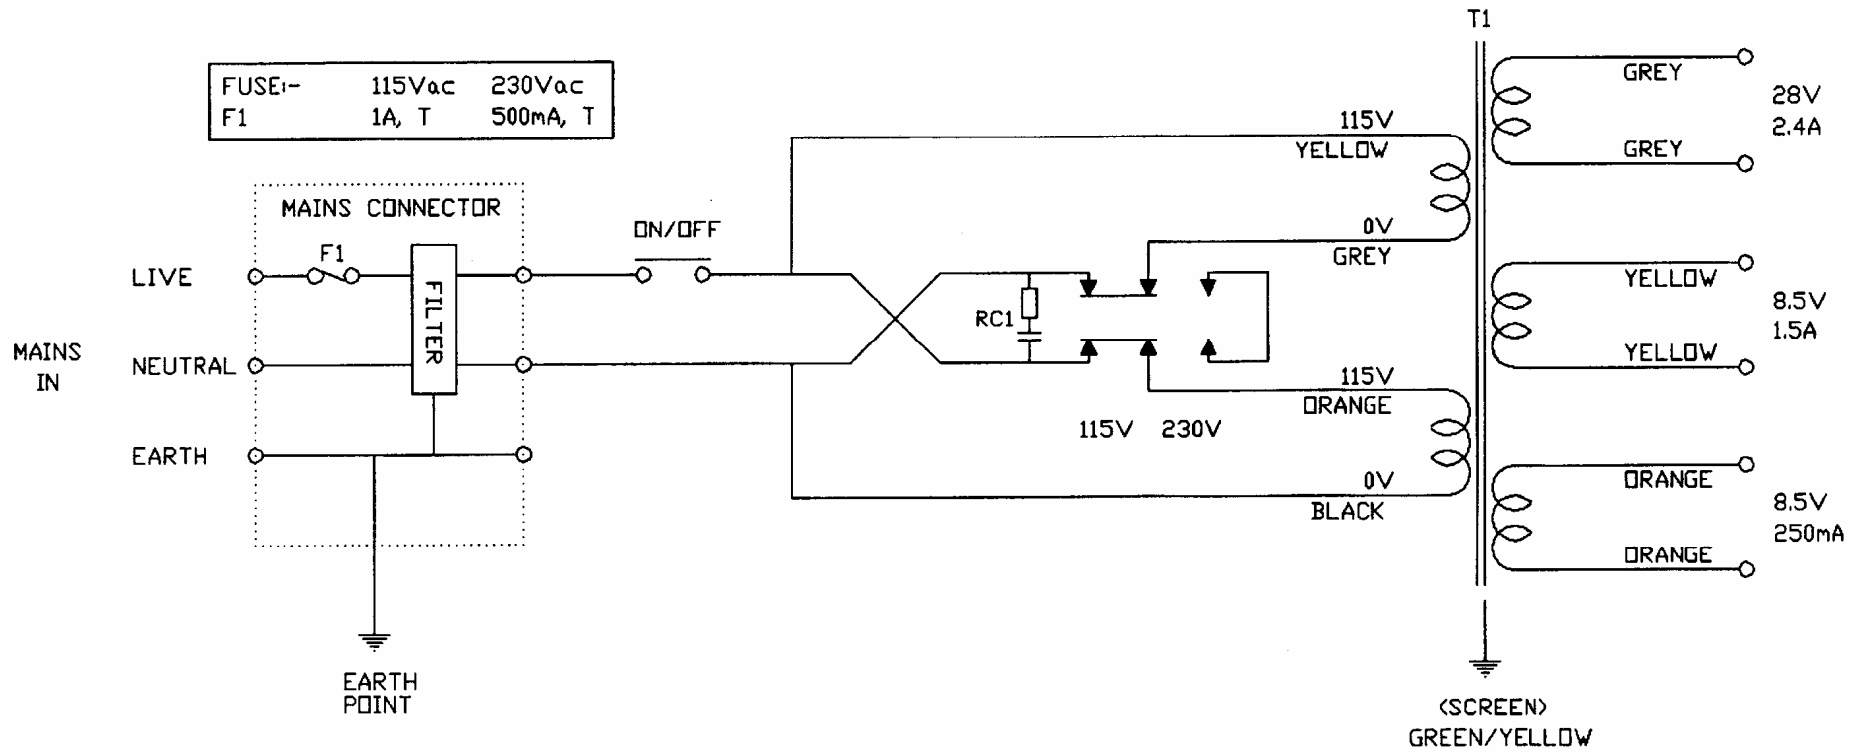 T1
FUSE:- 115Vac 230Vac
F1 1A, T 500mA, T
GREY
28V
2.4A
GREY
115V
YELLOW
MAINS CONNECTOR
ON/OFF
0V
GREY
F1
LIVE
FILTER
RC1
YELLOW
8.5V
1.5A
YELLOW
MAINS
IN
NEUTRAL
115V
ORANGE
115V 230V
EARTH
0V
BLACK
ORANGE
8.5V
250mA
ORANGE
EARTH
POINT
<SCREEN>
GREEN/YELLOW